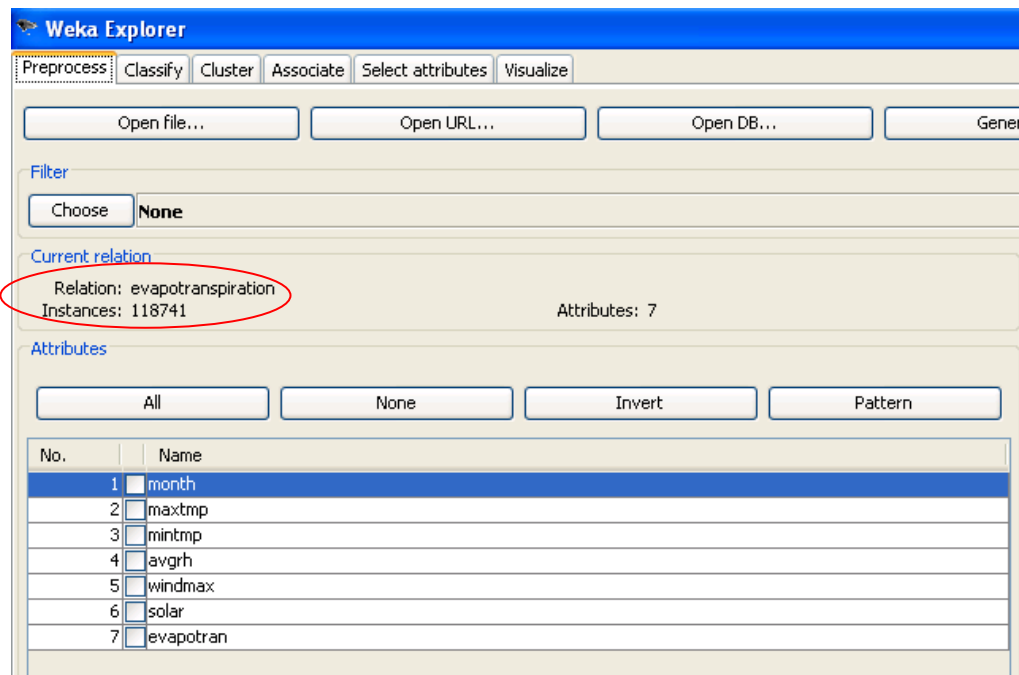 Weka Explorer
Preprocess Classify Cluster Associate Select attributes Visualize
Open file... Open URL... Open DB... Gener
Filter
Choose None
Current relation
Relation: evapotranspiration
Instances: 118741 Attributes: 7
Attributes
All None Invert Pattern
No. Name
1 month
2 maxtmp
3 mintmp
4 avgrh
5 windmax
6 solar
7 evapotran